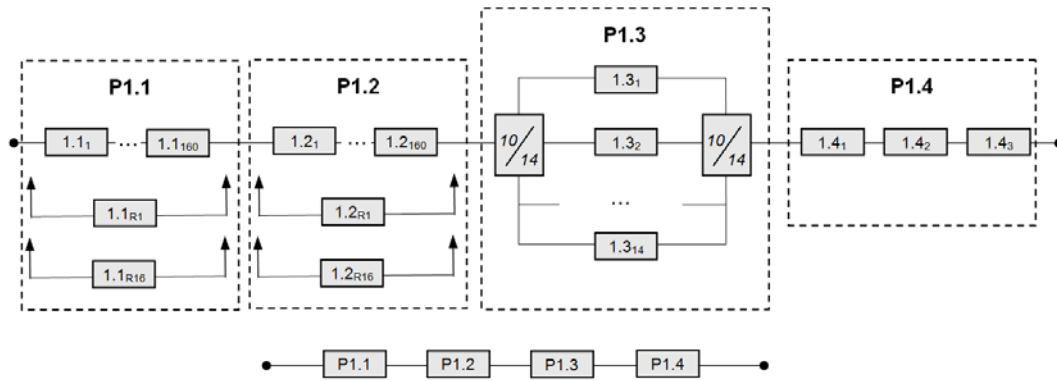 P1.1
1.1₁ ... 1.1₁₆₀
1.1R1
1.1R16
P1.2
1.2₁ ... 1.2₁₆₀
1.2R1
1.2R16
P1.3
1.3₁
10/14 1.3₂ 10/14
...
1.3₁₄
P1.4
1.4₁ 1.4₂ 1.4₃
P1.1 P1.2 P1.3 P1.4